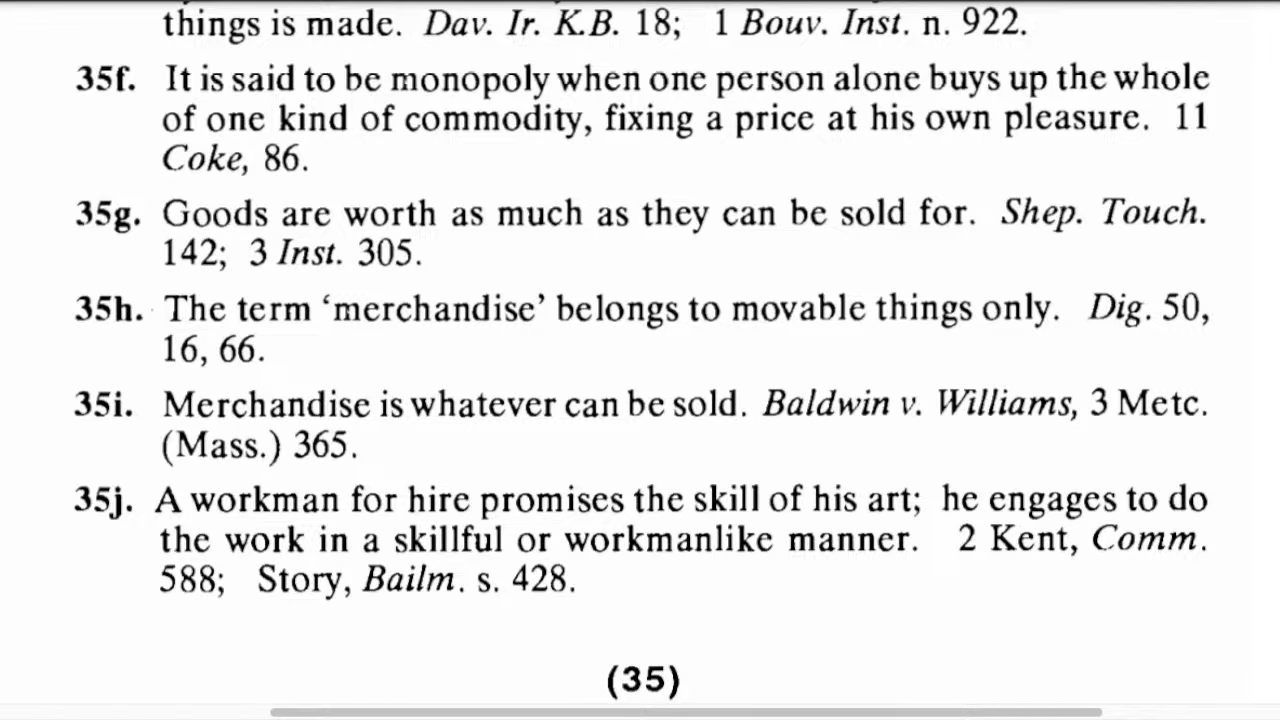 things is made. Dav. Ir. K.B. 18; 1 Bouv. Inst. n. 922.
35f. It is said to be monopoly when one person alone buys up the whole
of one kind of commodity, fixing a price at his own pleasure. 11
Coke, 86.
35g. Goods are worth as much as they can be sold for. Shep. Touch.
142; 3 Inst. 305.
35h. The term ‘merchandise’ belongs to movable things only. Dig. 50,
16, 66.
35i. Merchandise is whatever can be sold. Baldwin v. Williams, 3 Metc.
(Mass.) 365.
35j. A workman for hire promises the skill of his art; he engages to do
the work in a skillful or workmanlike manner. 2 Kent, Comm.
588; Story, Bailm. s. 428.
(35)